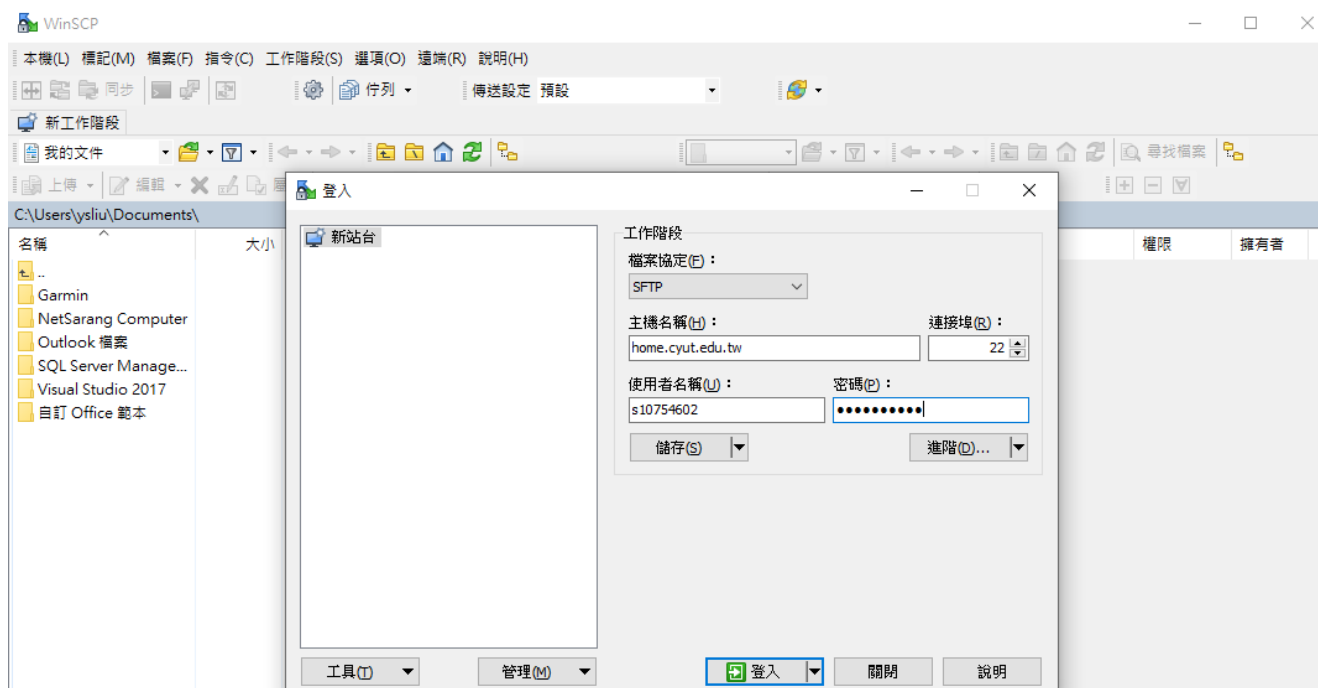 WinSCP
本機(L) 標記(M) 檔案(F) 指令(C) 工作階段(S) 選項(O) 遠端(R) 說明(H)
同步 佇列 傳送設定 預設
新工作階段
我的文件 尋找檔案
上傳 編輯
C:\Users\ysliu\Documents\
名稱 大小 權限 擁有者
..
Garmin
NetSarang Computer
Outlook 檔案
SQL Server Manage...
Visual Studio 2017
自訂 Office 範本
登入
新站台
工作階段
檔案協定(F)：
SFTP
主機名稱(H)： 連接埠(R)：
home.cyut.edu.tw 22
使用者名稱(U)： 密碼(P)：
s10754602 ••••••••••
儲存(S) 進階(D)...
工具(T) 管理(M) 登入 關閉 說明